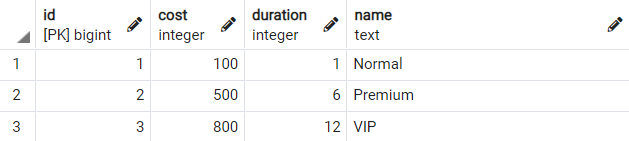 id cost duration name
[PK] bigint integer integer text
1 1 100 1 Normal
2 2 500 6 Premium
3 3 800 12 VIP